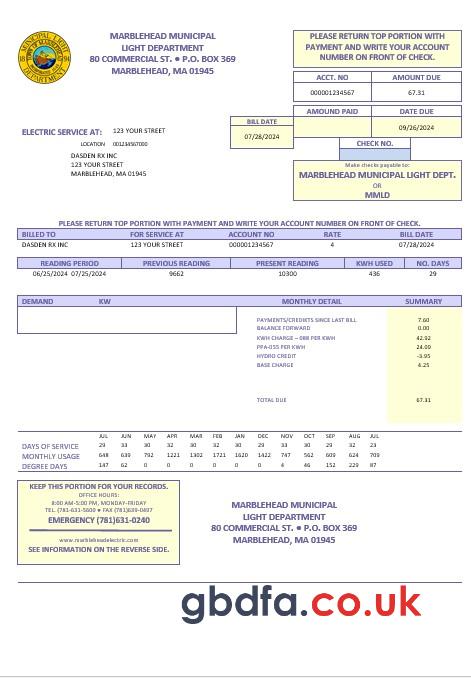 MUNICIPAL LIGHT
DEPARTMENT
18 94
MARBLEHEAD MUNICIPAL
LIGHT DEPARTMENT
80 COMMERCIAL ST. • P.O. BOX 369
MARBLEHEAD, MA 01945
PLEASE RETURN TOP PORTION WITH
PAYMENT AND WRITE YOUR ACCOUNT
NUMBER ON FRONT OF CHECK.
ACCT. NO AMOUNT DUE
000001234567 67.31
AMOUNT PAID DATE DUE
09/26/2024
BILL DATE
07/28/2024
ELECTRIC SERVICE AT: 123 YOUR STREET
LOCATION 001234567000
DASDEN RX INC
123 YOUR STREET
MARBLEHEAD, MA 01945
CHECK NO.
Make checks payable to:
MARBLEHEAD MUNICIPAL LIGHT DEPT.
OR
MMLD
PLEASE RETURN TOP PORTION WITH PAYMENT AND WRITE YOUR ACCOUNT NUMBER ON FRONT OF CHECK.
BILLED TO FOR SERVICE AT ACCOUNT NO RATE BILL DATE
DASDEN RX INC 123 YOUR STREET 000001234567 4 07/28/2024
READING PERIOD PREVIOUS READING PRESENT READING KWH USED NO. DAYS
06/25/2024 07/25/2024 9662 10300 436 29
DEMAND KW MONTHLY DETAIL SUMMARY
PAYMENTS/CREDIKTS SINCE LAST BILL 7.60
BALANCE FORWARD 0.00
KWH CHARGE – 088 PER KWH 42.92
PPA-055 PER KWH 24.09
HYDRO CREDIT -3.95
BASE CHARGE 4.25
TOTAL DUE 67.31
JUL JUN MAY APR MAR FEB JAN DEC NOV OCT SEP AUG JUL
DAYS OF SERVICE 29 33 30 32 30 29 32 29 30 30 29 32 23
MONTHLY USAGE 648 639 792 1221 1302 1721 1620 1422 747 562 609 624 709
DEGREE DAYS 147 62 0 0 0 0 0 0 4 46 152 229 87
KEEP THIS PORTION FOR YOUR RECORDS.
OFFICE HOURS:
8:00 AM-5:00 PM, MONDAY-FRIDAY
TEL. (781)631-5600 • FAX (781)639-0497
EMERGENCY (781)631-0240
www.marbleheadelectric.com
SEE INFORMATION ON THE REVERSE SIDE.
MARBLEHEAD MUNICIPAL
LIGHT DEPARTMENT
80 COMMERCIAL ST. • P.O. BOX 369
MARBLEHEAD, MA 01945
gbdfa.co.uk